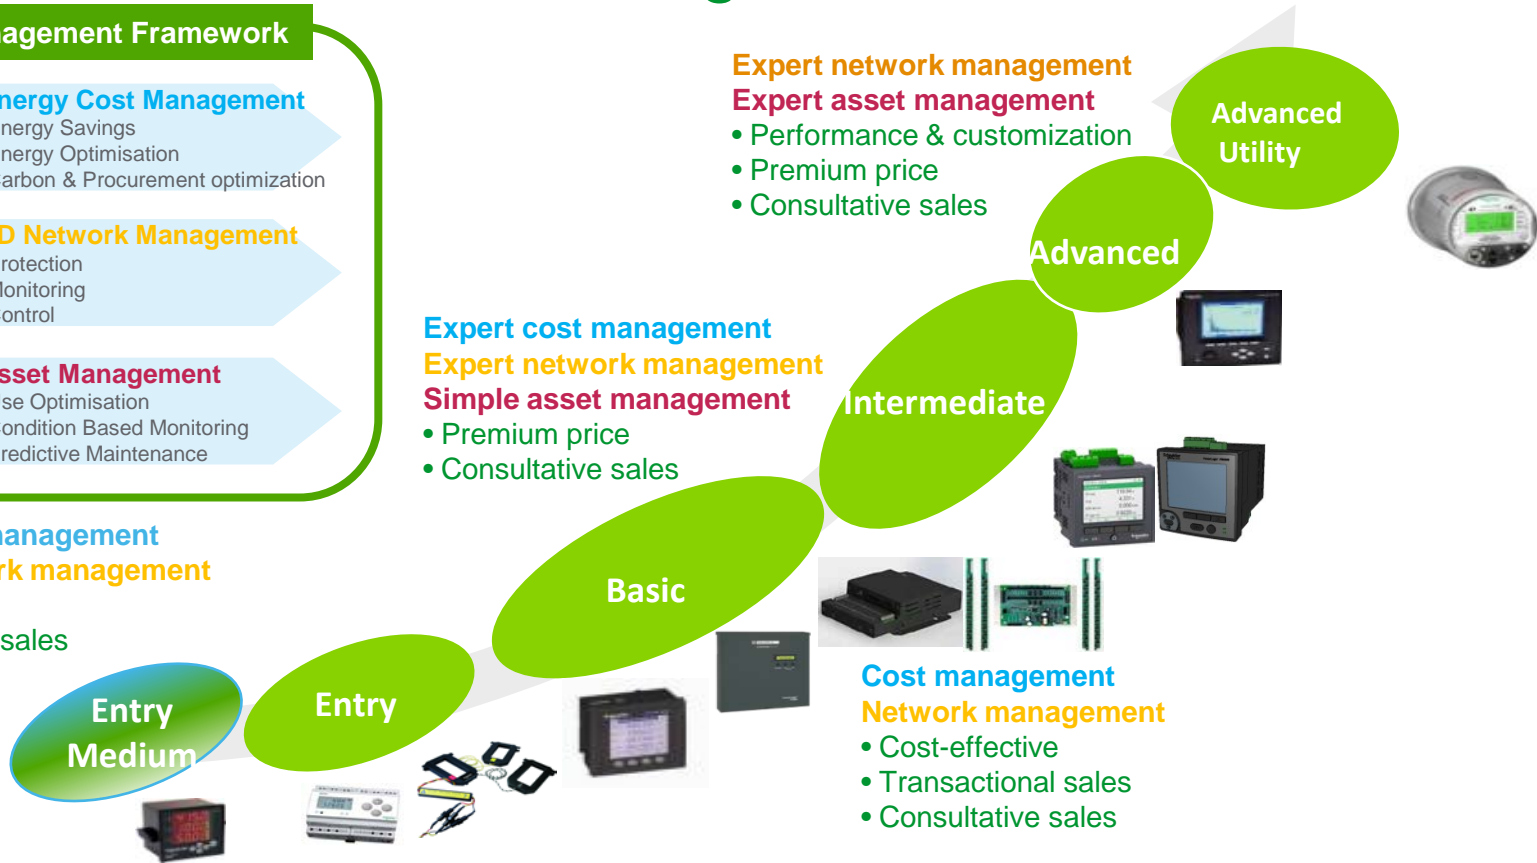 nagement Framework
nergy Cost Management
nergy Savings
nergy Optimisation
arbon & Procurement optimization
D Network Management
rotection
onitoring
ontrol
sset Management
se Optimisation
ondition Based Monitoring
redictive Maintenance
management
rk management
sales
Expert network management
Expert asset management
• Performance & customization
• Premium price
• Consultative sales
Advanced
Utility
Advanced
Expert cost management
Expert network management
Simple asset management
• Premium price
• Consultative sales
Intermediate
Basic
Entry
Entry
Medium
Cost management
Network management
• Cost-effective
• Transactional sales
• Consultative sales